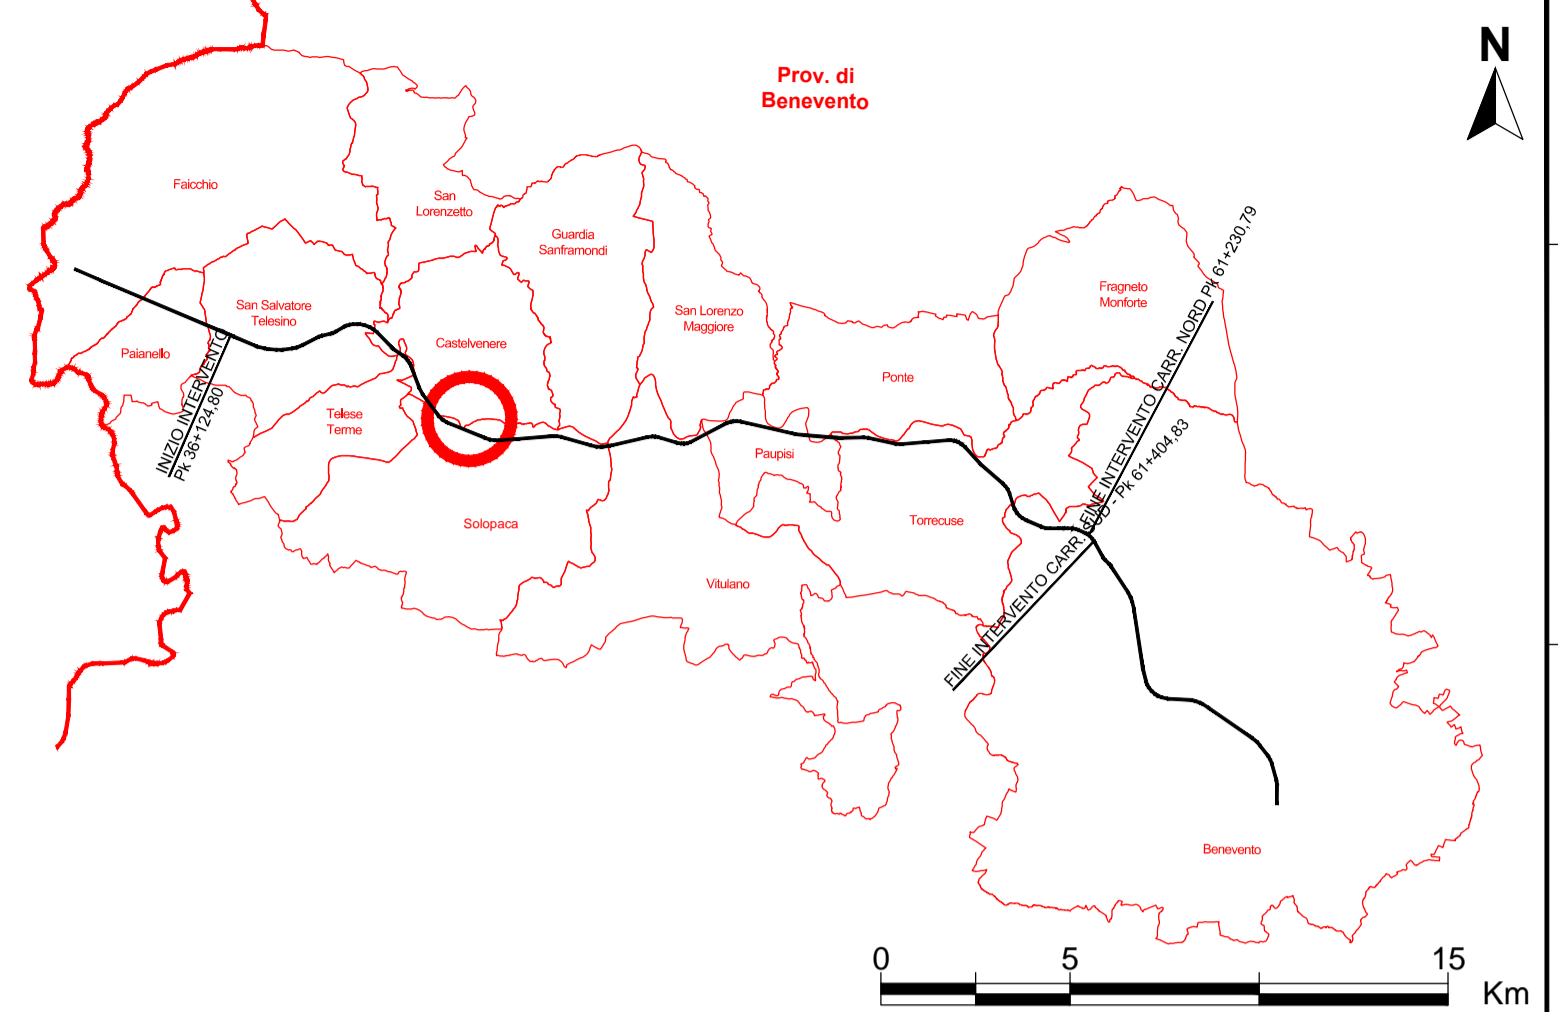 N
Prov. di
Benevento
Faicchio
San
Lorenzetto
Guardia
Sanframondi
San Salvatore
Telesino
San Lorenzo
Maggiore
Fragneto
Monforte
Castelvenere
Paianello
Ponte
Telese
Terme
Paupisi
Solopaca
Torrecuse
Vitulano
Benevento
INIZIO INTERVENTO
Pk 36+124,80
FINE INTERVENTO CARR. NORD Pk 61+230,79
FINE INTERVENTO CARR. SUD - Pk 61+404,83
0 5 15
Km